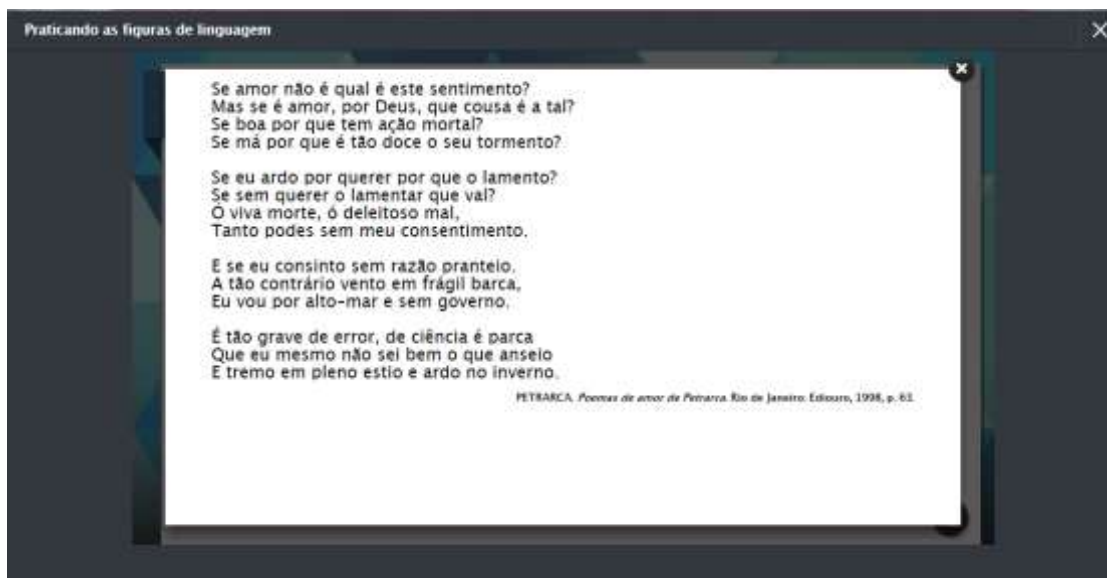 Praticando as figuras de linguagem
Se amor não é qual é este sentimento?
Mas se é amor, por Deus, que cousa é a tal?
Se boa por que tem ação mortal?
Se má por que é tão doce o seu tormento?
Se eu ardo por querer por que o lamento?
Se sem querer o lamentar que val?
Ó viva morte, ó deleitoso mal,
Tanto podes sem meu consentimento.
E se eu consinto sem razão pranteio.
A tão contrário vento em frágil barca,
Eu vou por alto-mar e sem governo.
É tão grave de error, de ciência é parca
Que eu mesmo não sei bem o que anseio
E tremo em pleno estio e ardo no inverno.
PETRARCA. Poemas de amor de Petrarca. Rio de Janeiro: Ediouro, 1998, p. 63.